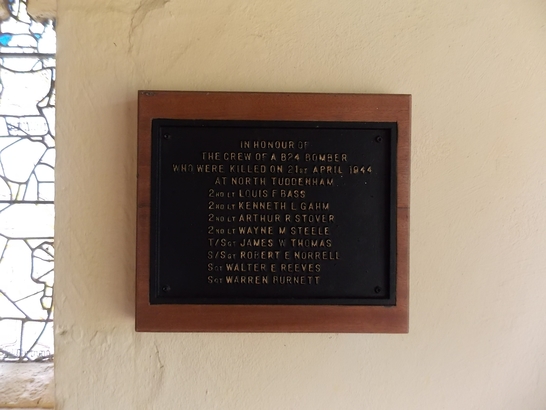 IN HONOUR OF
THE CREW OF A B24 BOMBER
WHO WERE KILLED ON 21ST APRIL 1944
AT NORTH TUDDENHAM
2ND LT LOUIS F BASS
2ND LT KENNETH L GAHM
2ND LT ARTHUR R STOVER
2ND LT WAYNE M STEELE
T/SGT JAMES W THOMAS
S/SGT ROBERT E NORRELL
SGT WALTER E REEVES
SGT WARREN BURNETT